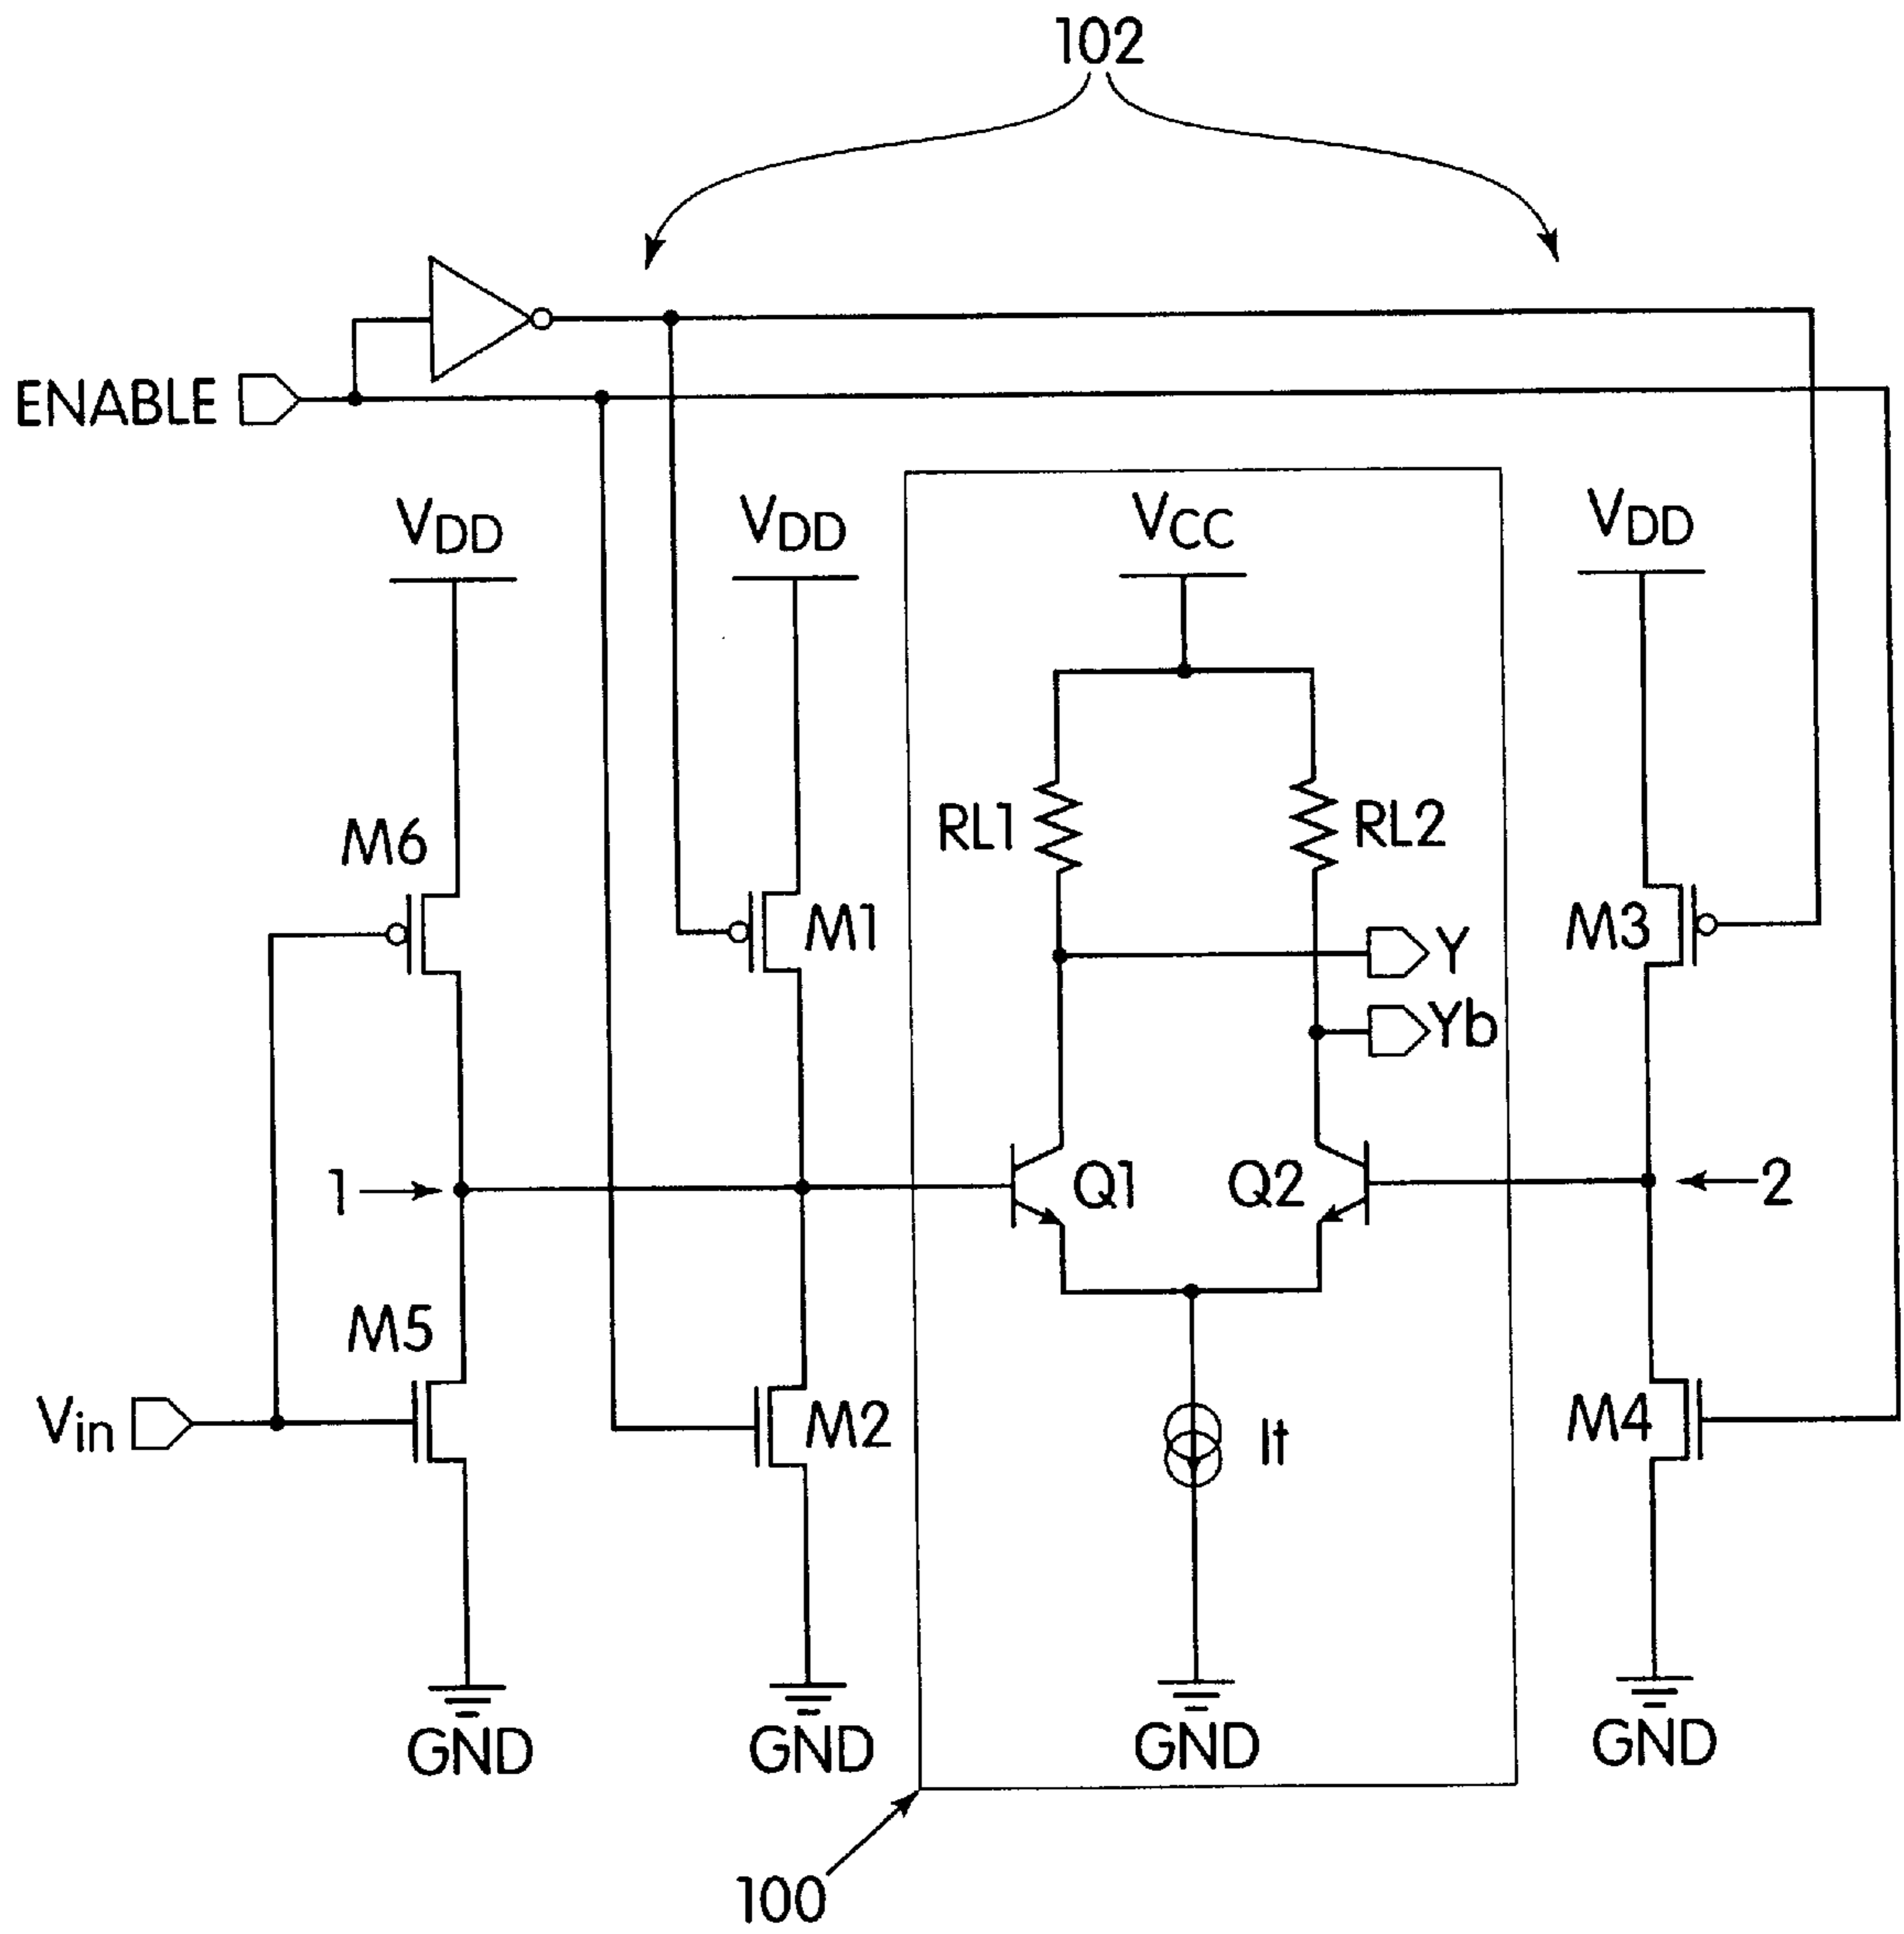 102
ENABLE
VDD
VDD
VCC
VDD
M6
RL1
RL2
M1
M3
Y
Yb
1
Q1
Q2
2
M5
Vin
M2
It
M4
GND
GND
GND
GND
100